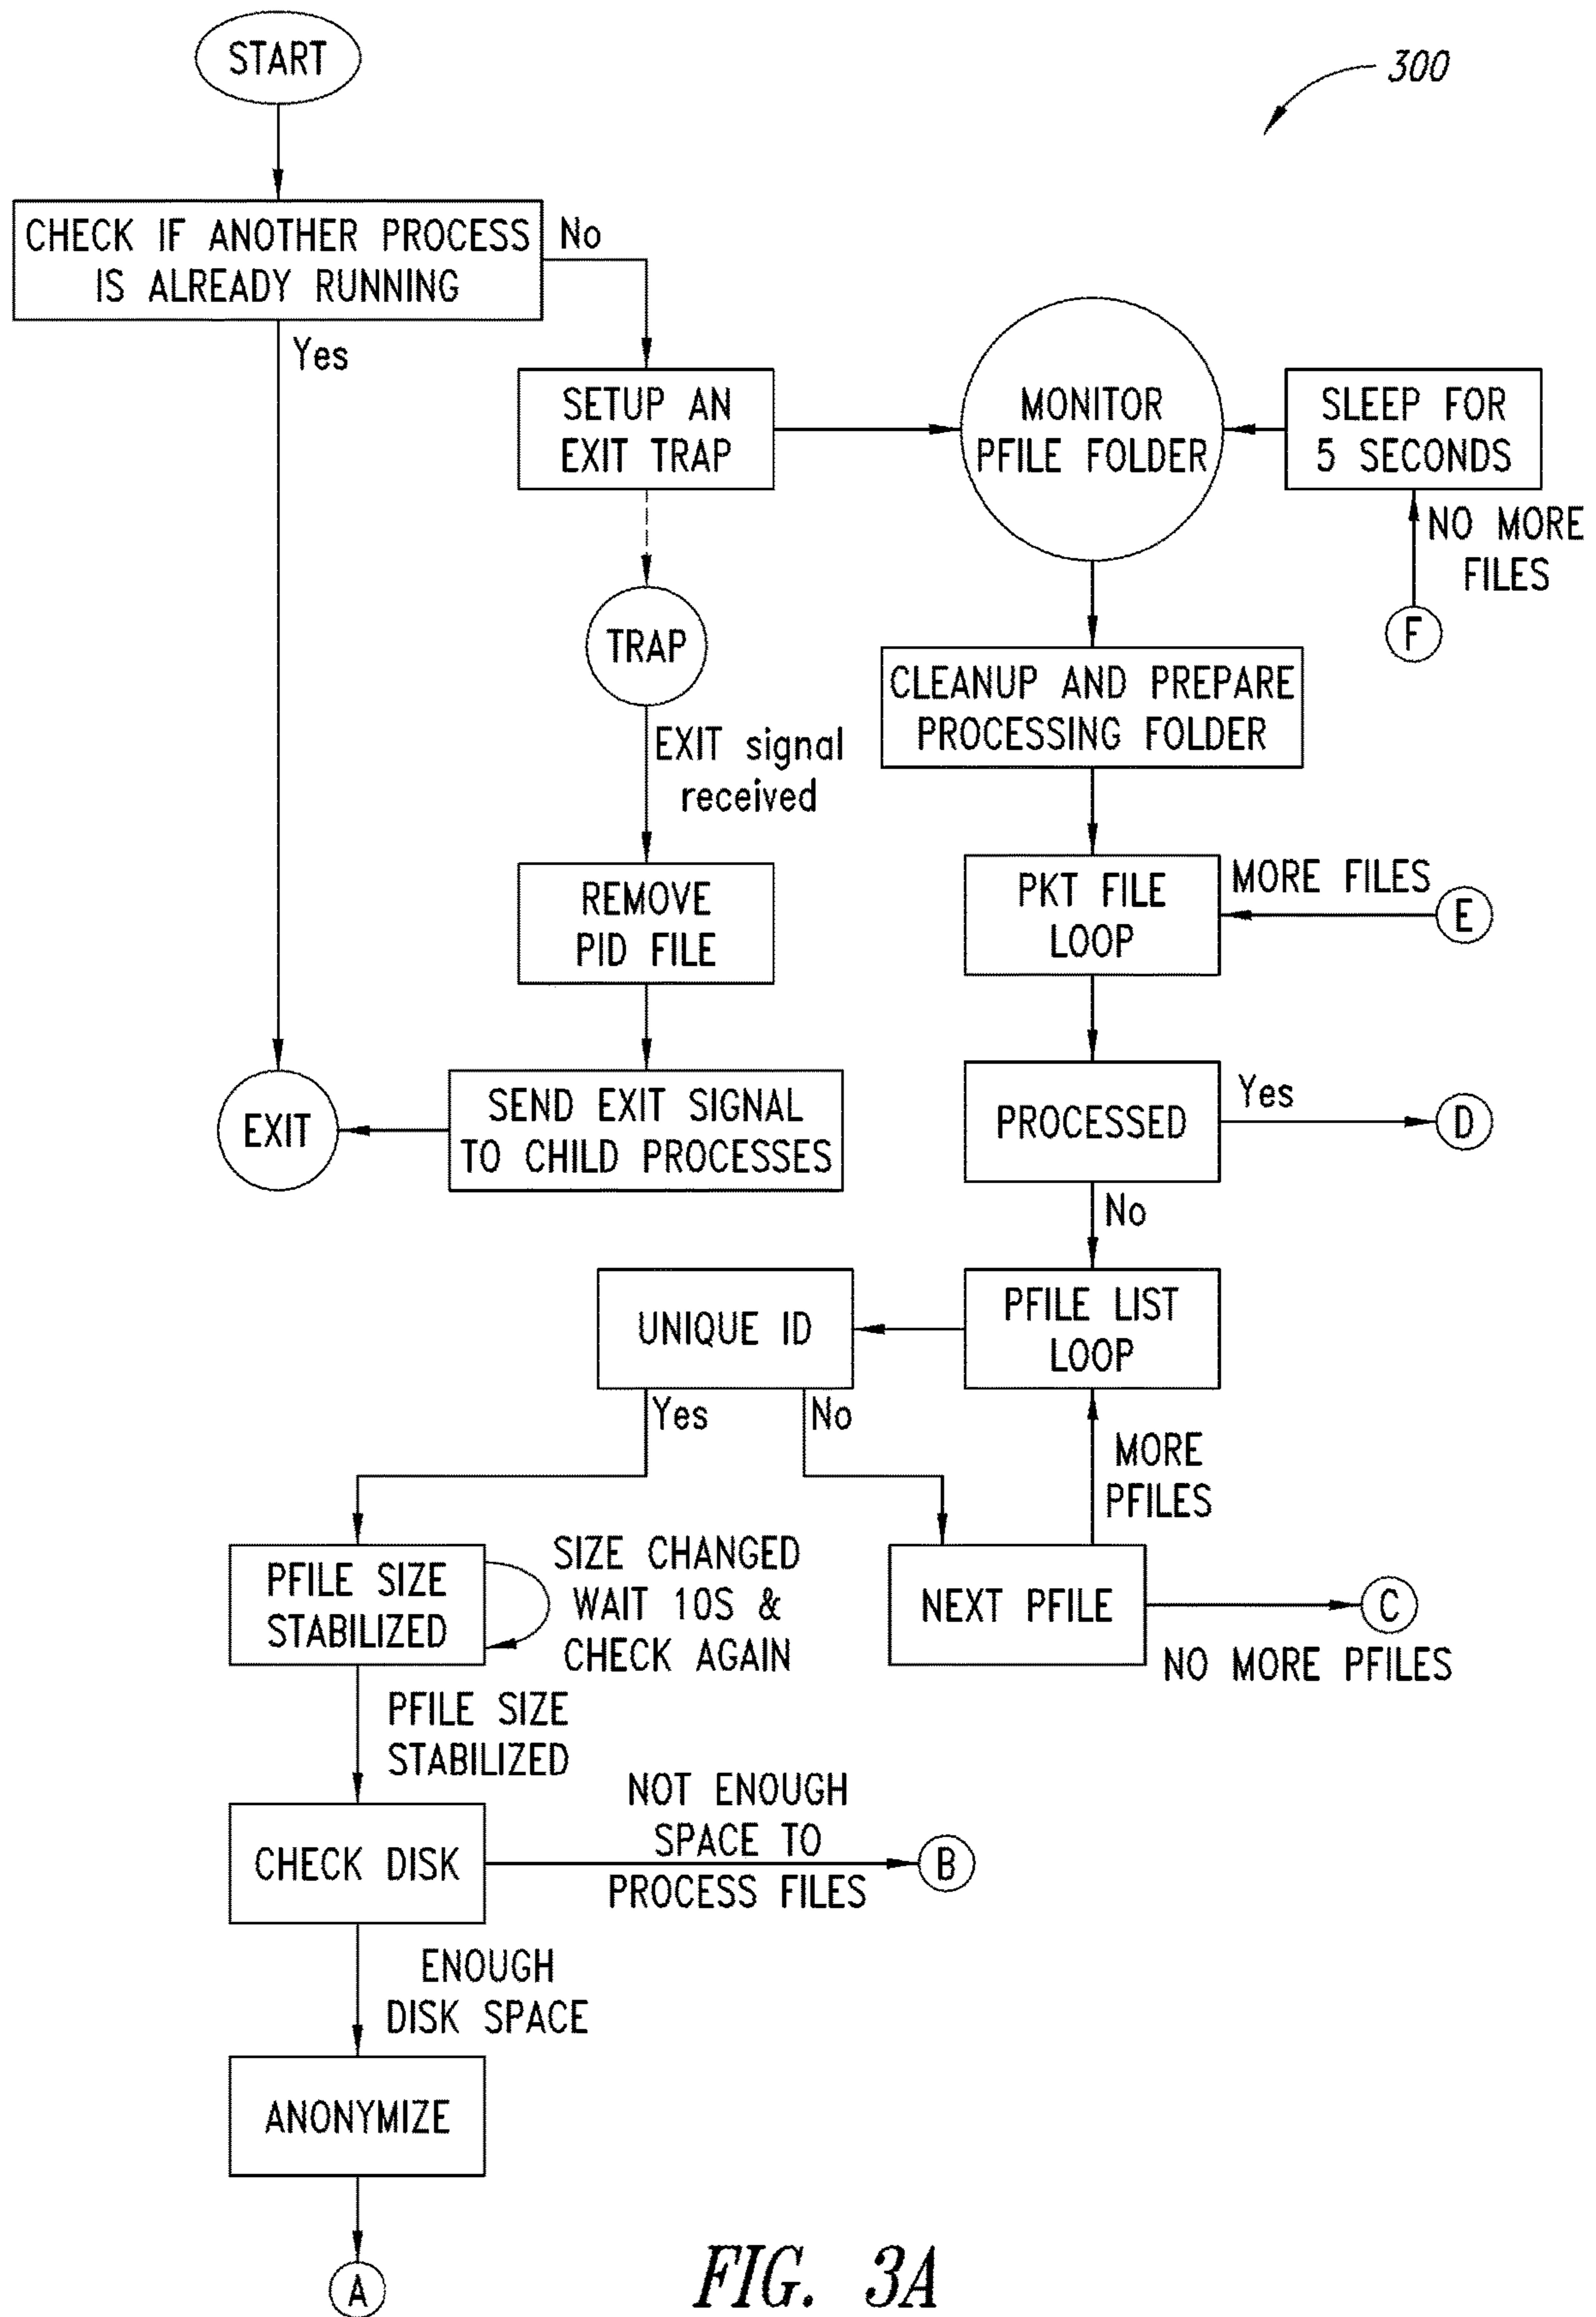 START
300
CHECK IF ANOTHER PROCESS
IS ALREADY RUNNING
No
Yes
SETUP AN
EXIT TRAP
MONITOR
PFILE FOLDER
SLEEP FOR
5 SECONDS
NO MORE
FILES
F
TRAP
CLEANUP AND PREPARE
PROCESSING FOLDER
EXIT signal
received
PKT FILE
LOOP
MORE FILES
E
REMOVE
PID FILE
PROCESSED
Yes
D
No
SEND EXIT SIGNAL
TO CHILD PROCESSES
EXIT
UNIQUE ID
PFILE LIST
LOOP
Yes
No
MORE
PFILES
PFILE SIZE
STABILIZED
SIZE CHANGED
WAIT 10S &
CHECK AGAIN
NEXT PFILE
C
NO MORE PFILES
PFILE SIZE
STABILIZED
CHECK DISK
NOT ENOUGH
SPACE TO
PROCESS FILES
B
ENOUGH
DISK SPACE
ANONYMIZE
A
FIG. 3A